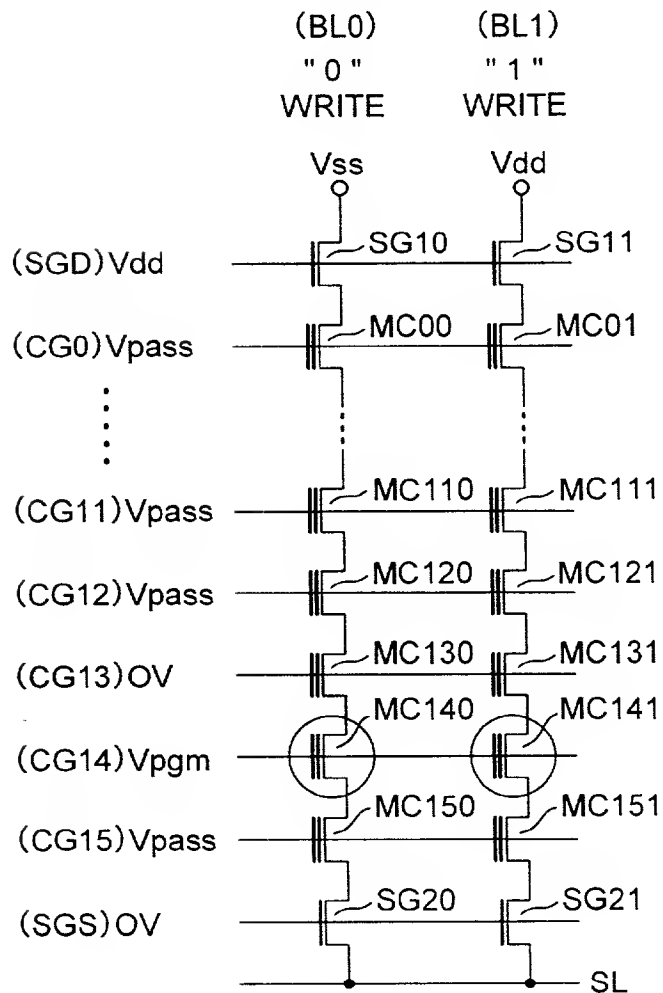 (BL0) (BL1)
"0" "1"
WRITE WRITE
Vss Vdd
(SGD)Vdd SG10 SG11
(CG0)Vpass MC00 MC01
(CG11)Vpass MC110 MC111
(CG12)Vpass MC120 MC121
(CG13)OV MC130 MC131
(CG14)Vpgm MC140 MC141
(CG15)Vpass MC150 MC151
(SGS)OV SG20 SG21
SL